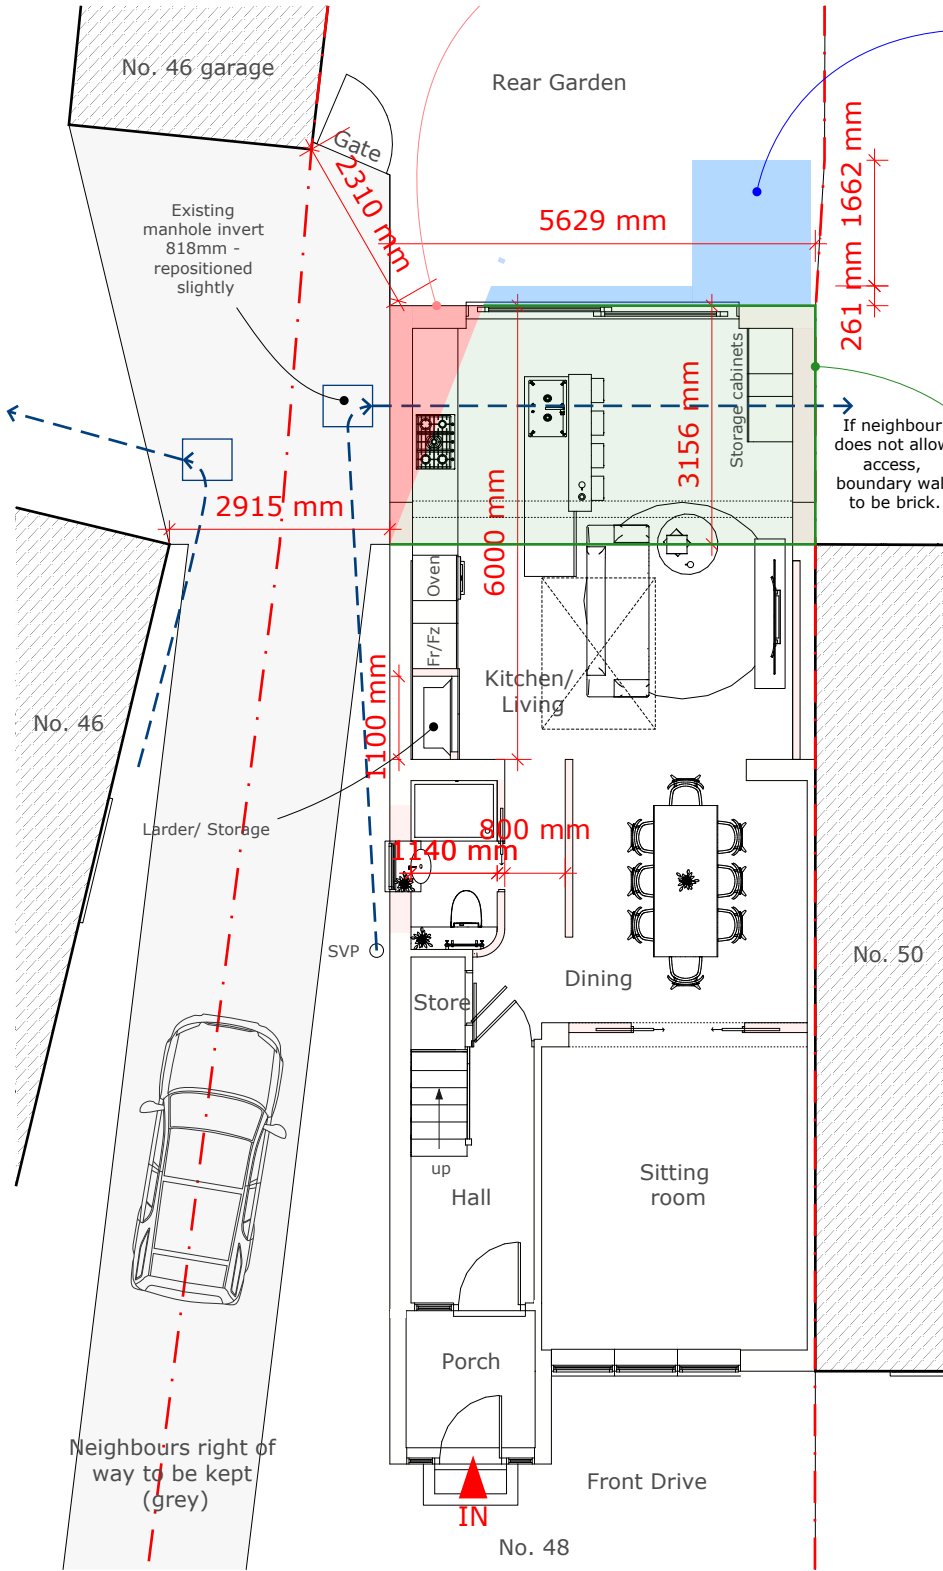 No. 46 garage
Rear Garden
Gate
2310 mm
5629 mm
1662 mm
261 mm
Existing
manhole invert
818mm -
repositioned
slightly
Storage cabinets
3156 mm
If neighbour
does not allow
access,
boundary wal
to be brick.
2915 mm
6000 mm
Oven
Fr/Fz
Kitchen/
Living
1100 mm
No. 46
Larder/ Storage
800 mm
1140 mm
SVP
Dining
No. 50
Store
up
Hall
Sitting
room
Porch
Neighbours right of
way to be kept
(grey)
Front Drive
IN
No. 48